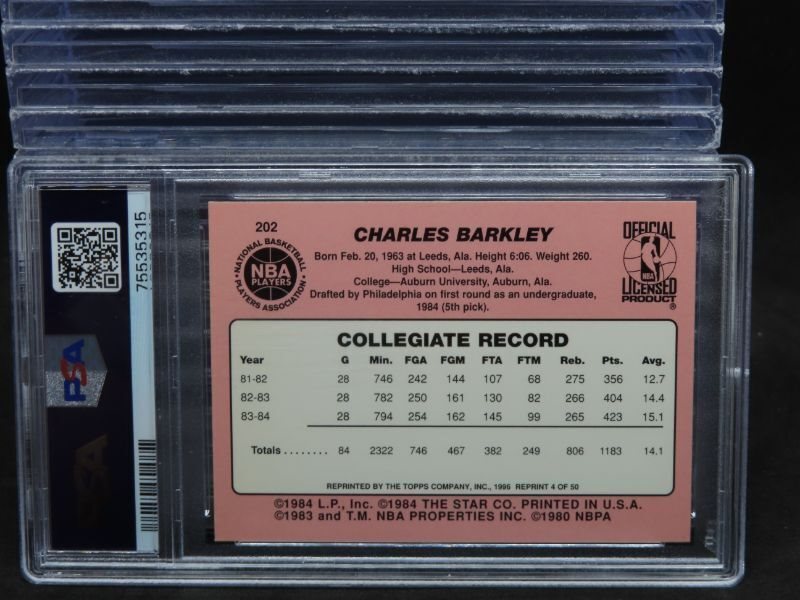 75535315
PSA
PSA
202
CHARLES BARKLEY
Born Feb. 20, 1963 at Leeds, Ala. Height 6:06. Weight 260.
High School—Leeds, Ala.
College—Auburn University, Auburn, Ala.
Drafted by Philadelphia on first round as an undergraduate,
1984 (5th pick).
NATIONAL BASKETBALL
NBA
PLAYERS
PLAYERS ASSOCIATION
OFFICIAL
NBA
LICENSED
PRODUCT ®
COLLEGIATE RECORD
Year G Min. FGA FGM FTA FTM Reb. Pts. Avg.
81-82 28 746 242 144 107 68 275 356 12.7
82-83 28 782 250 161 130 82 266 404 14.4
83-84 28 794 254 162 145 99 265 423 15.1
Totals ........ 84 2322 746 467 382 249 806 1183 14.1
REPRINTED BY THE TOPPS COMPANY, INC., 1996 REPRINT 4 OF 50
©1984 L.P., Inc. ©1984 THE STAR CO. PRINTED IN U.S.A.
©1983 and T.M. NBA PROPERTIES INC. ©1980 NBPA